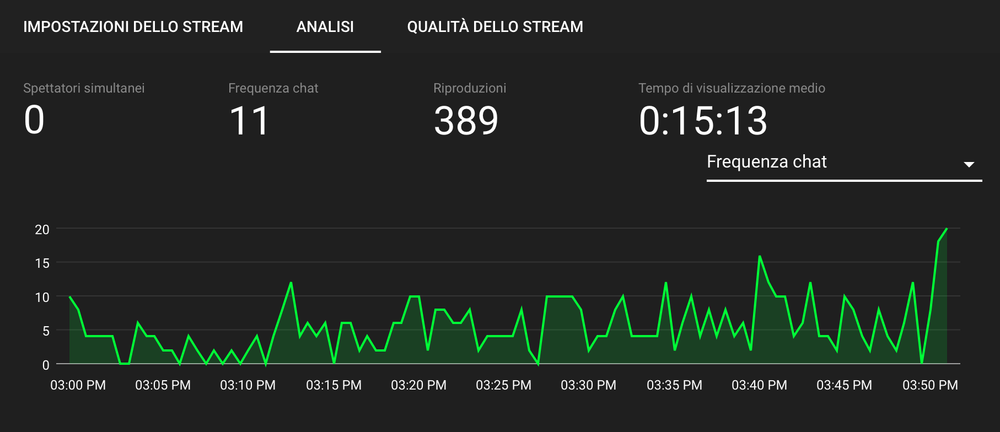 IMPOSTAZIONI DELLO STREAM ANALISI QUALITÀ DELLO STREAM
Spettatori simultanei Frequenza chat Riproduzioni Tempo di visualizzazione medio
0 11 389 0:15:13
Frequenza chat
20
15
10
5
0
03:00 PM 03:05 PM 03:10 PM 03:15 PM 03:20 PM 03:25 PM 03:30 PM 03:35 PM 03:40 PM 03:45 PM 03:50 PM